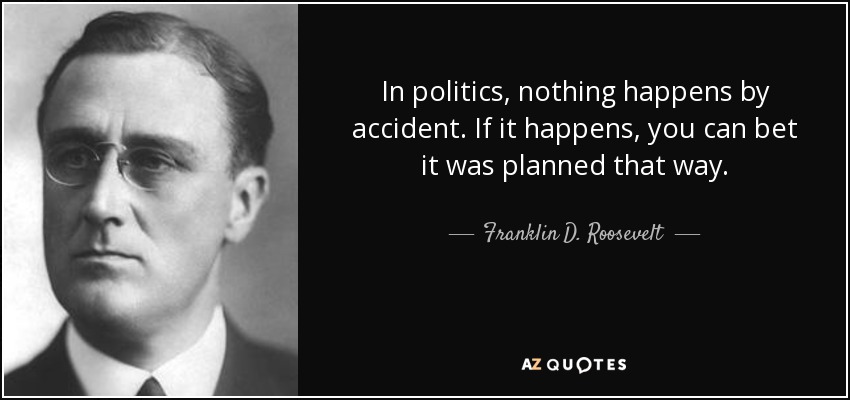 In politics, nothing happens by
accident. If it happens, you can bet
it was planned that way.
— Franklin D. Roosevelt —
AZ QUOTES